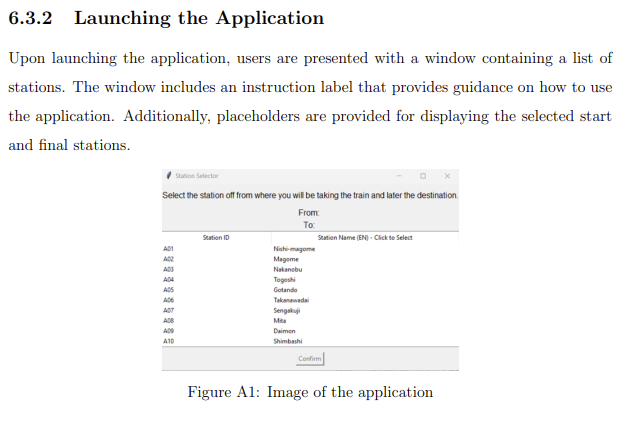 6.3.2 Launching the Application
Upon launching the application, users are presented with a window containing a list of
stations. The window includes an instruction label that provides guidance on how to use
the application. Additionally, placeholders are provided for displaying the selected start
and final stations.
Station Selector
Select the station off from where you will be taking the train and later the destination.
From:
To:
Station ID Station Name (EN) - Click to Select
A01 Nishi-magome
A02 Magome
A03 Nakanobu
A04 Togoshi
A05 Gotanda
A06 Takanawadai
A07 Sengakuji
A08 Mita
A09 Daimon
A10 Shimbashi
Confirm
Figure A1: Image of the application